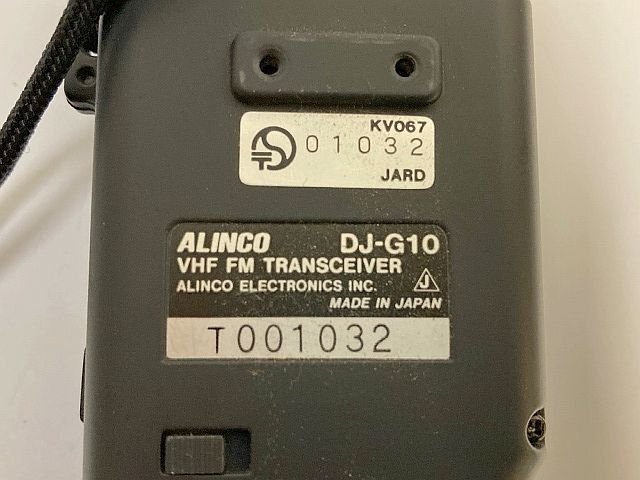 KV067
01032
JARD
ALINCO DJ-G10
VHF FM TRANSCEIVER
ALINCO ELECTRONICS INC. J
MADE IN JAPAN
T001032